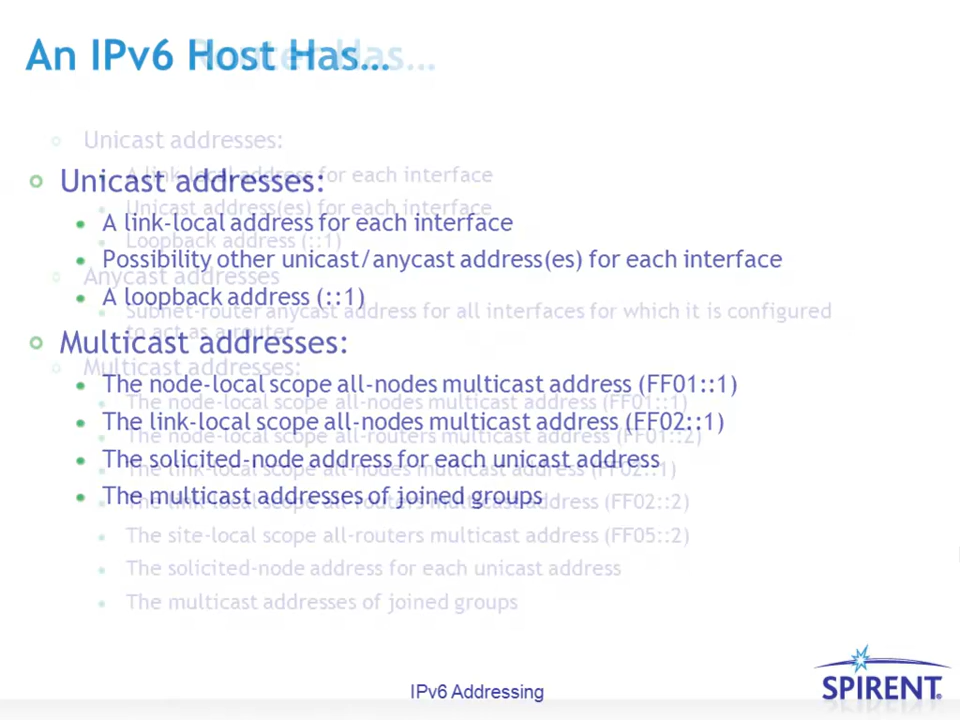 An IPv6 Host Has...
Unicast addresses:
A link-local address for each interface
Possibility other unicast/anycast address(es) for each interface
A loopback address (::1)
Multicast addresses:
The node-local scope all-nodes multicast address (FF01::1)
The link-local scope all-nodes multicast address (FF02::1)
The solicited-node address for each unicast address
The multicast addresses of joined groups
Router Has...
Unicast addresses:
A link-local address for each interface
Unicast address(es) for each interface
Loopback address (::1)
Anycast addresses
Subnet-router anycast address for all interfaces for which it is configured
to act as a router
Multicast addresses:
The node-local scope all-nodes multicast address (FF01::1)
The node-local scope all-routers multicast address (FF01::2)
The link-local scope all-nodes multicast address (FF02::1)
The link-local scope all-routers multicast address (FF02::2)
The site-local scope all-routers multicast address (FF05::2)
The solicited-node address for each unicast address
The multicast addresses of joined groups
IPv6 Addressing
SPIRENT